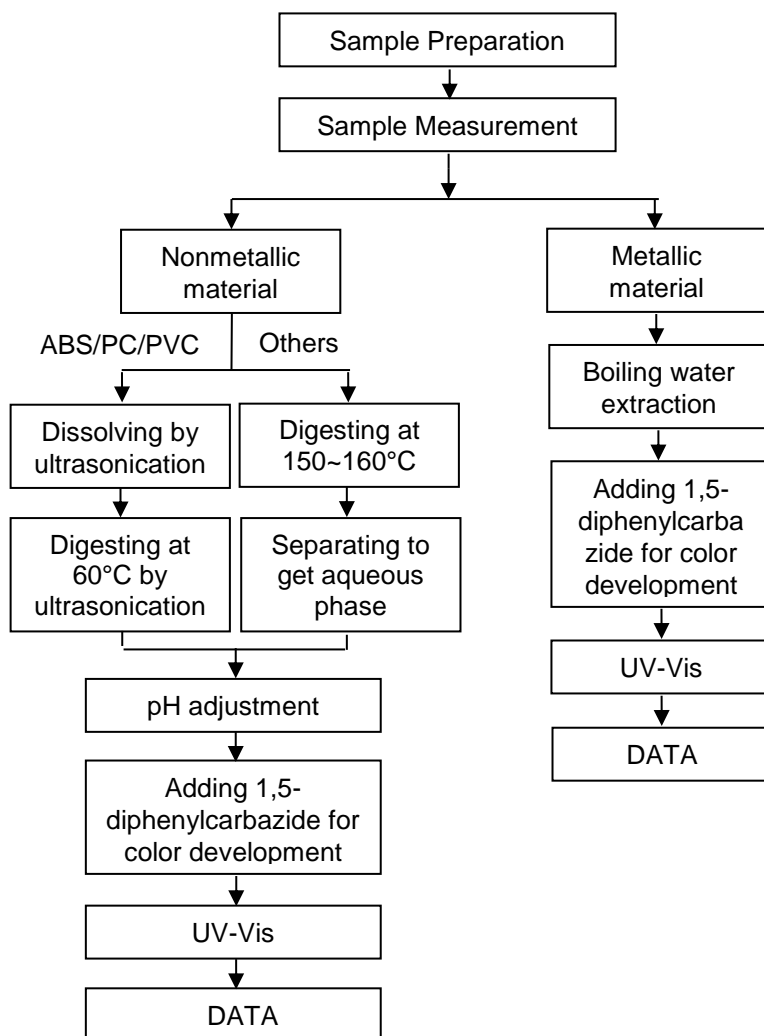 Sample Preparation
Sample Measurement
Nonmetallic
material
Metallic
material
ABS/PC/PVC
Others
Boiling water
extraction
Dissolving by
ultrasonication
Digesting at
150~160°C
Adding 1,5-
diphenylcarba
zide for color
development
Digesting at
60°C by
ultrasonication
Separating to
get aqueous
phase
UV-Vis
pH adjustment
DATA
Adding 1,5-
diphenylcarbazide for
color development
UV-Vis
DATA